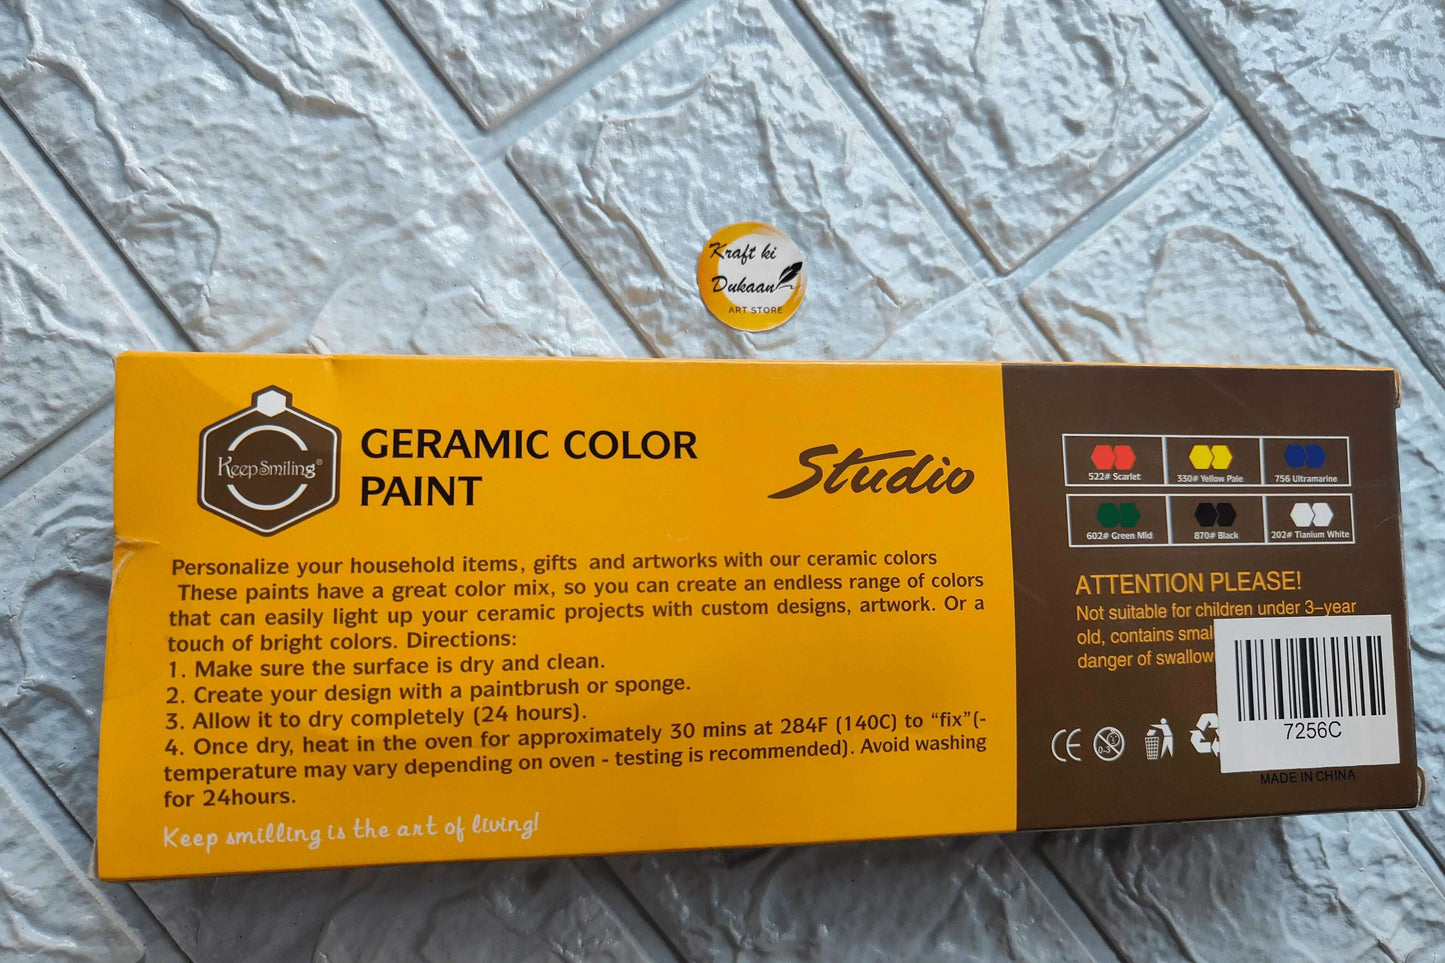 Kraft ki
Dukaan
ART STORE
Keep Smiling®
GERAMIC COLOR
PAINT
Studio
Personalize your household items, gifts and artworks with our ceramic colors
These paints have a great color mix, so you can create an endless range of colors
that can easily light up your ceramic projects with custom designs, artwork. Or a
touch of bright colors. Directions:
1. Make sure the surface is dry and clean.
2. Create your design with a paintbrush or sponge.
3. Allow it to dry completely (24 hours).
4. Once dry, heat in the oven for approximately 30 mins at 284F (140C) to “fix”(-
temperature may vary depending on oven - testing is recommended). Avoid washing
for 24hours.
Keep smilling is the art of living!
522# Scarlet
330# Yellow Pale
756 Ultramarine
602# Green Mid
870# Black
202# Tianium White
ATTENTION PLEASE!
Not suitable for children under 3–year
old, contains smal
danger of swallow
CE
0-3
7256C
MADE IN CHINA